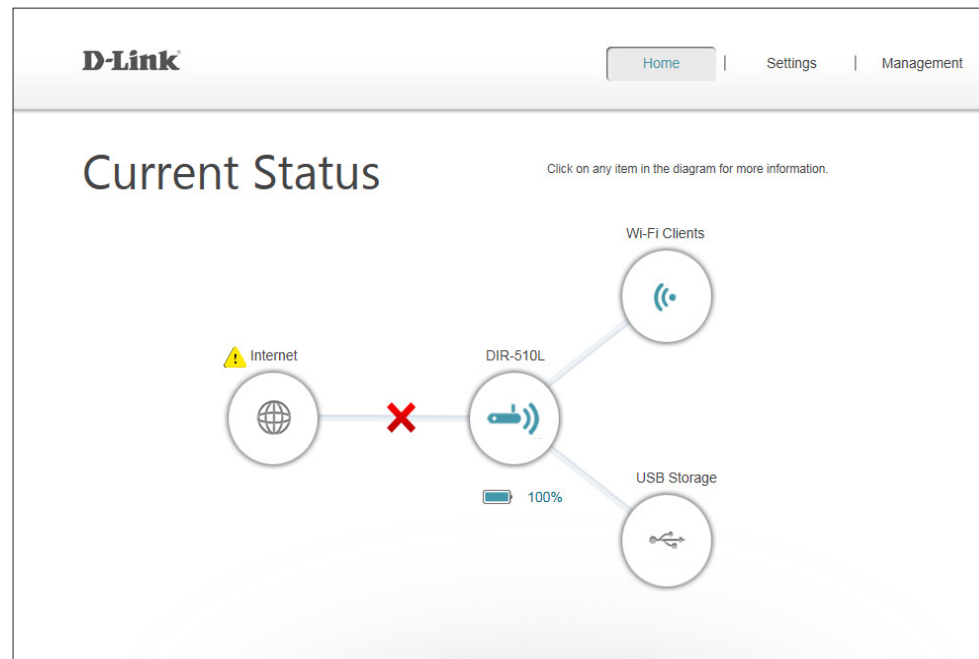 D-Link
Home | Settings | Management
Current Status
Click on any item in the diagram for more information.
Wi-Fi Clients
Internet
DIR-510L
100%
USB Storage